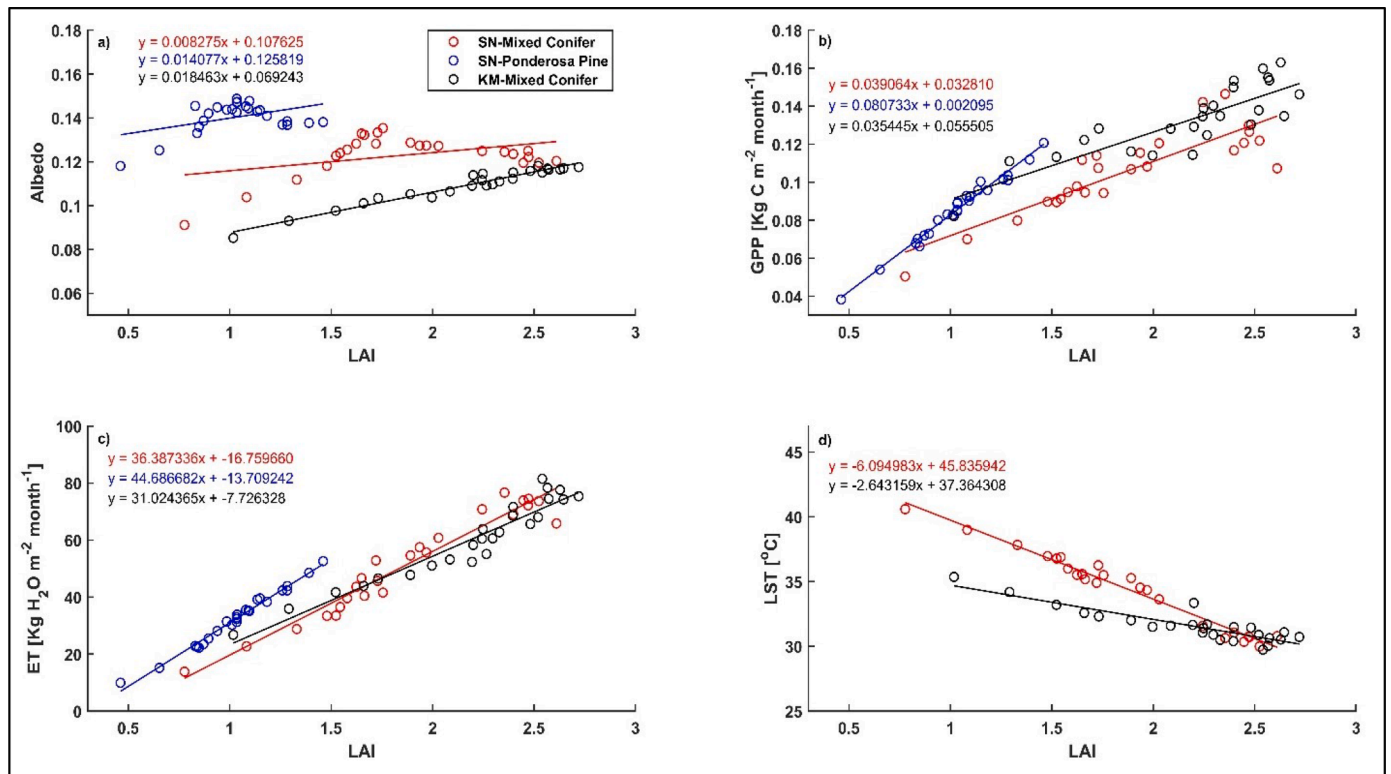 a)
y = 0.008275x + 0.107625
y = 0.014077x + 0.125819
y = 0.018463x + 0.069243
SN-Mixed Conifer
SN-Ponderosa Pine
KM-Mixed Conifer
0.18
0.16
0.14
0.12
0.1
0.08
0.06
Albedo
0.5 1 1.5 2 2.5 3
LAI
b)
y = 0.039064x + 0.032810
y = 0.080733x + 0.002095
y = 0.035445x + 0.055505
0.18
0.16
0.14
0.12
0.1
0.08
0.06
0.04
GPP [Kg C m⁻² month⁻¹]
0.5 1 1.5 2 2.5 3
LAI
c)
y = 36.387336x + -16.759660
y = 44.686682x + -13.709242
y = 31.024365x + -7.726328
100
80
60
40
20
0
ET [Kg H₂O m⁻² month⁻¹]
0.5 1 1.5 2 2.5 3
LAI
d)
y = -6.094983x + 45.835942
y = -2.643159x + 37.364308
45
40
35
30
25
LST [°C]
0.5 1 1.5 2 2.5 3
LAI